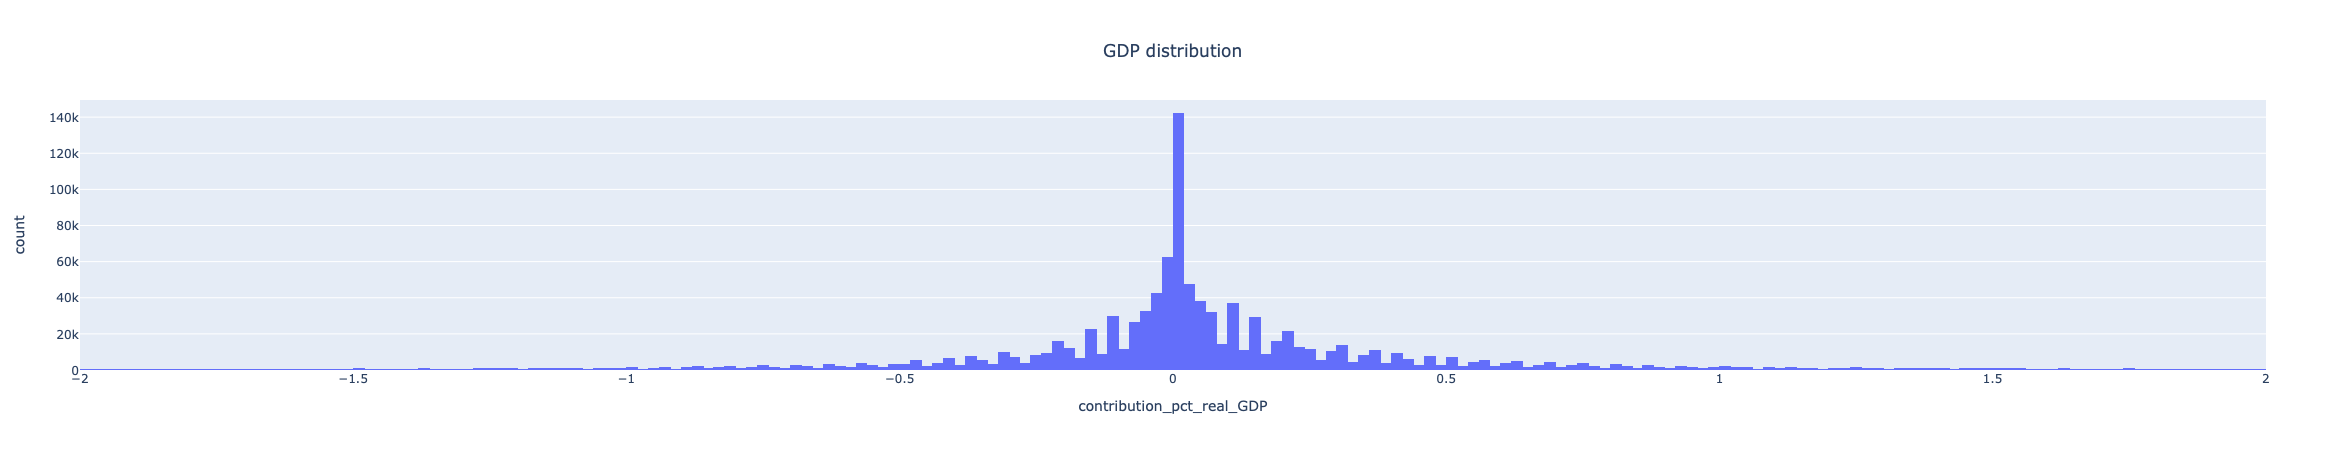 GDP distribution
140k
120k
100k
80k
60k
40k
20k
0
count
−2
−1.5
−1
−0.5
0
0.5
1
1.5
2
contribution_pct_real_GDP